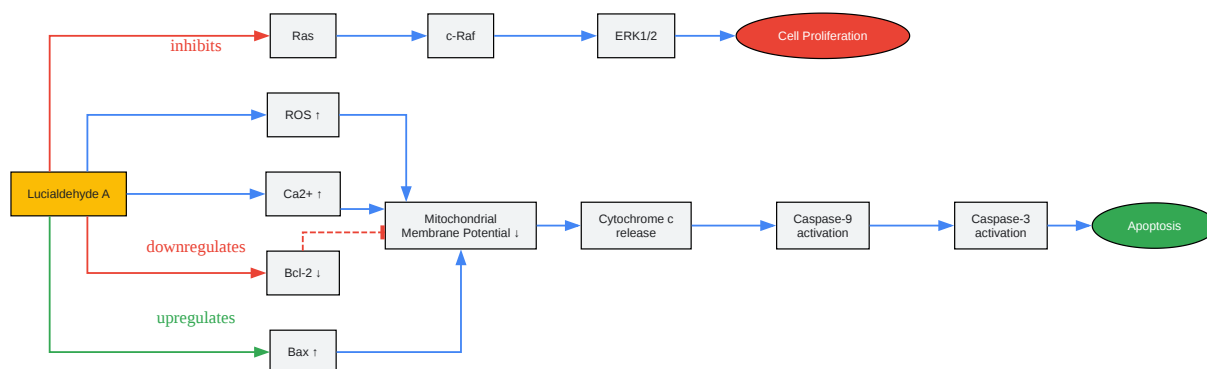 Ras
c-Raf
ERK1/2
Cell Proliferation
inhibits
ROS ↑
Lucialdehyde A
Ca2+ ↑
Mitochondrial
Membrane Potential ↓
Cytochrome c
release
Caspase-9
activation
Caspase-3
activation
Apoptosis
downregulates
Bcl-2 ↓
upregulates
Bax ↑